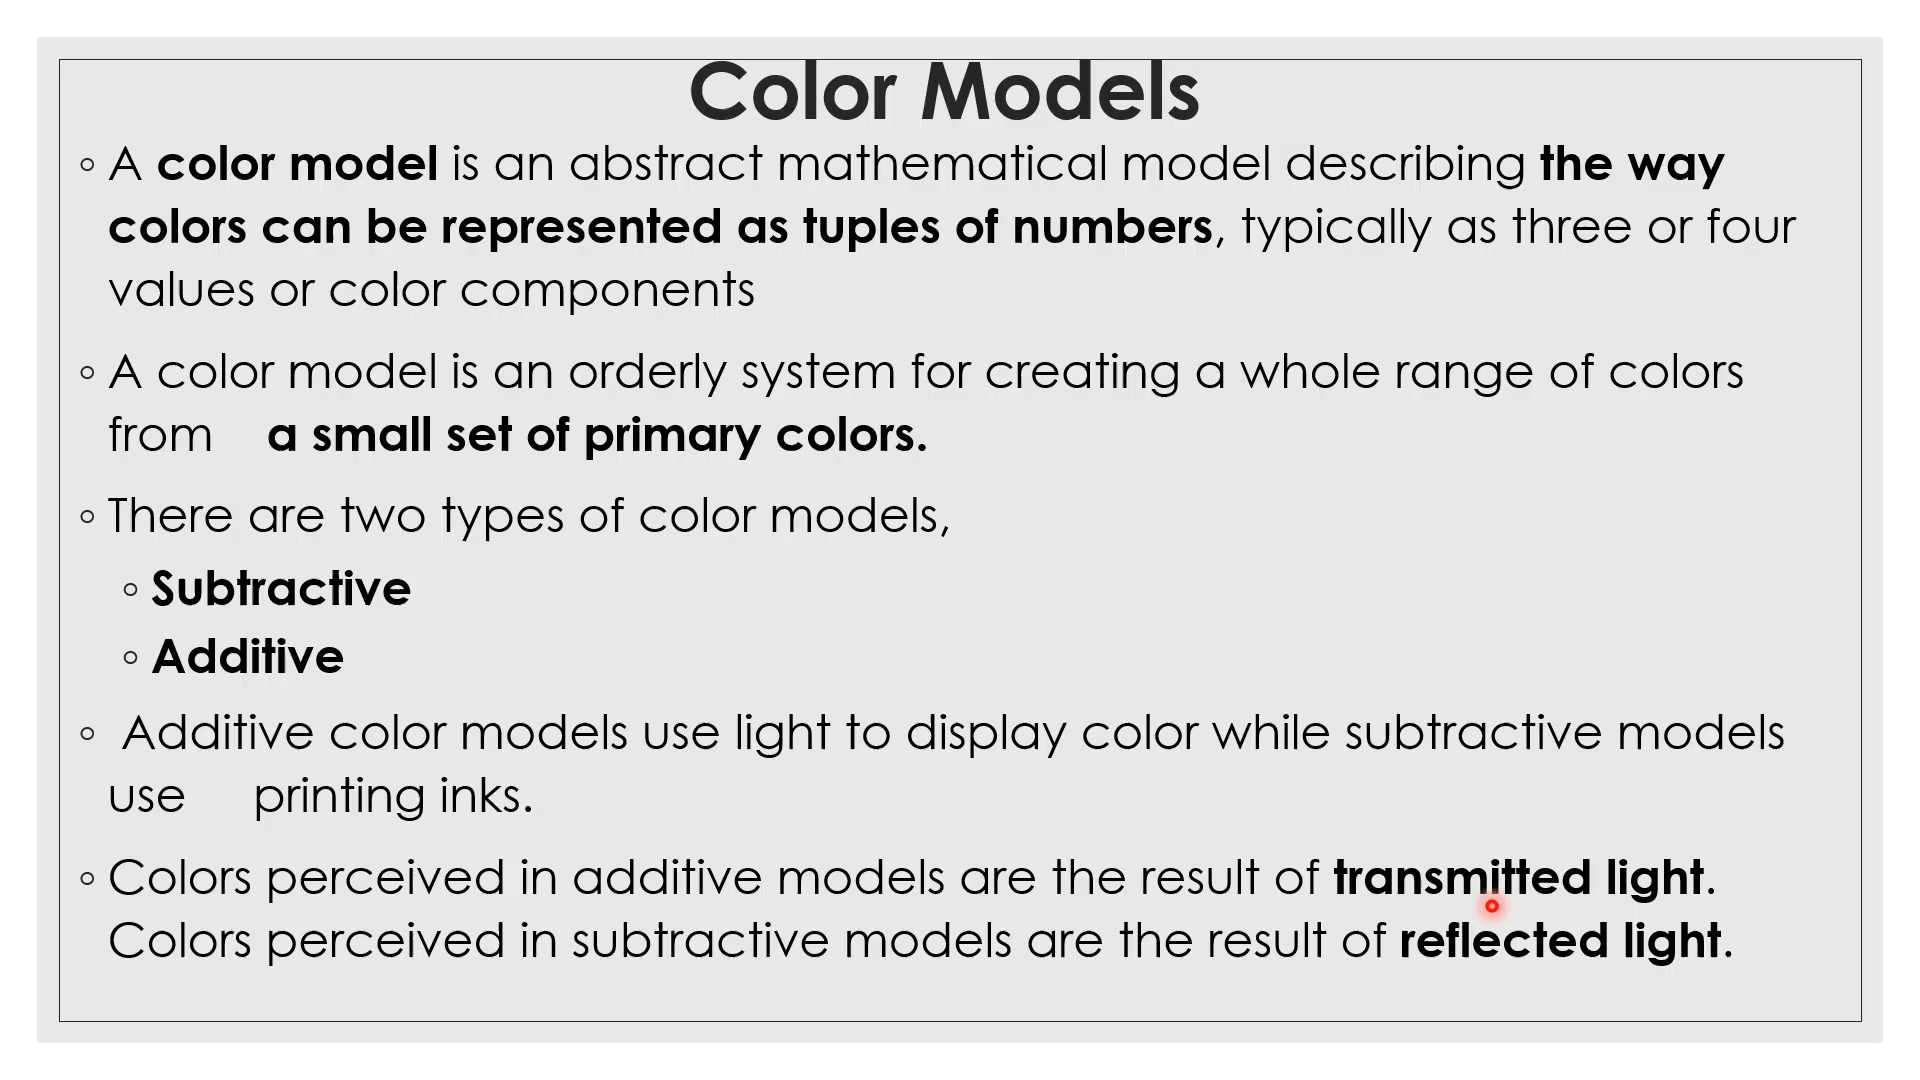 Color Models
◦ A color model is an abstract mathematical model describing the way
colors can be represented as tuples of numbers, typically as three or four
values or color components
◦ A color model is an orderly system for creating a whole range of colors
from a small set of primary colors.
◦ There are two types of color models,
◦ Subtractive
◦ Additive
◦ Additive color models use light to display color while subtractive models
use printing inks.
◦ Colors perceived in additive models are the result of transmitted light.
Colors perceived in subtractive models are the result of reflected light.